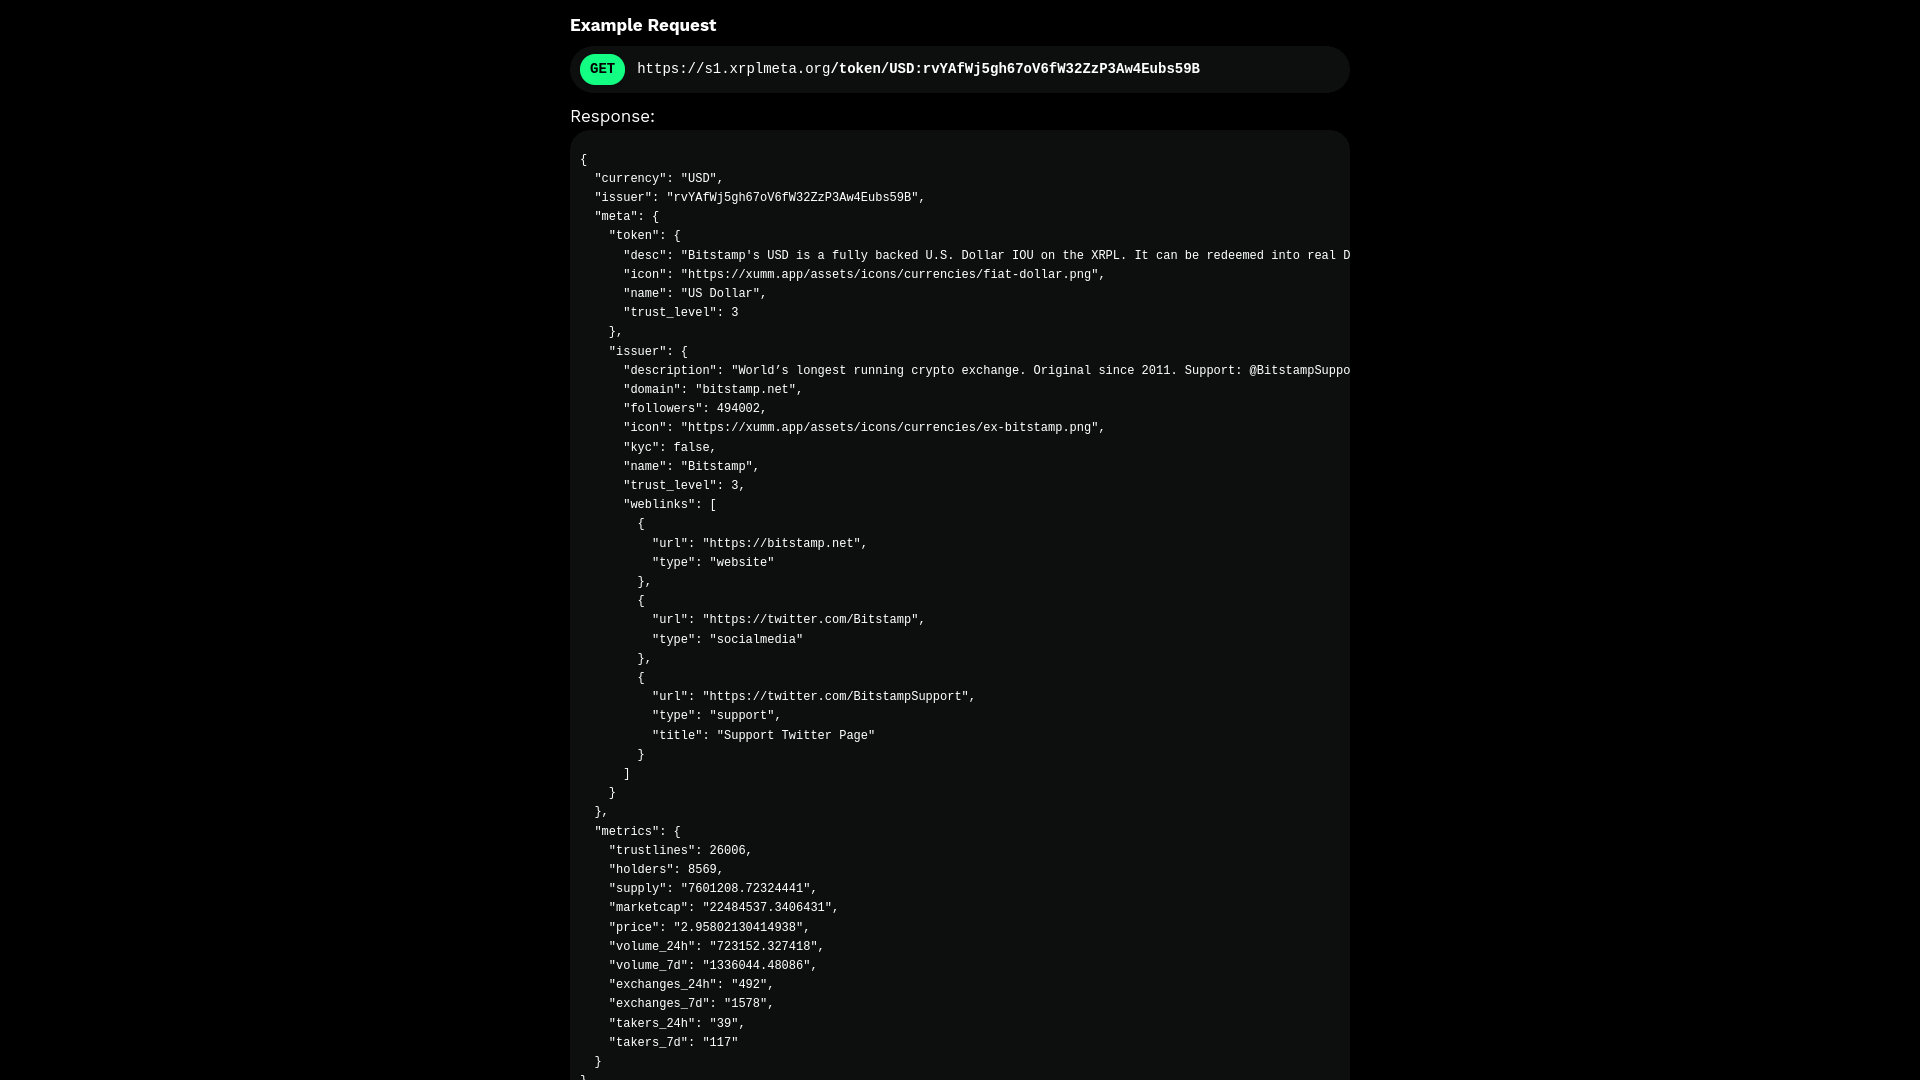 Example Request
GET https://s1.xrplmeta.org/token/USD:rvYAfWj5gh67oV6fW32ZzP3Aw4Eubs59B
Response:
{
  "currency": "USD",
  "issuer": "rvYAfWj5gh67oV6fW32ZzP3Aw4Eubs59B",
  "meta": {
    "token": {
      "desc": "Bitstamp's USD is a fully backed U.S. Dollar IOU on the XRPL. It can be redeemed into real D
      "icon": "https://xumm.app/assets/icons/currencies/fiat-dollar.png",
      "name": "US Dollar",
      "trust_level": 3
    },
    "issuer": {
      "description": "World’s longest running crypto exchange. Original since 2011. Support: @BitstampSuppo
      "domain": "bitstamp.net",
      "followers": 494002,
      "icon": "https://xumm.app/assets/icons/currencies/ex-bitstamp.png",
      "kyc": false,
      "name": "Bitstamp",
      "trust_level": 3,
      "weblinks": [
        {
          "url": "https://bitstamp.net",
          "type": "website"
        },
        {
          "url": "https://twitter.com/Bitstamp",
          "type": "socialmedia"
        },
        {
          "url": "https://twitter.com/BitstampSupport",
          "type": "support",
          "title": "Support Twitter Page"
        }
      ]
    }
  },
  "metrics": {
    "trustlines": 26006,
    "holders": 8569,
    "supply": "7601208.72324441",
    "marketcap": "22484537.3406431",
    "price": "2.95802130414938",
    "volume_24h": "723152.327418",
    "volume_7d": "1336044.48086",
    "exchanges_24h": "492",
    "exchanges_7d": "1578",
    "takers_24h": "39",
    "takers_7d": "117"
  }
}